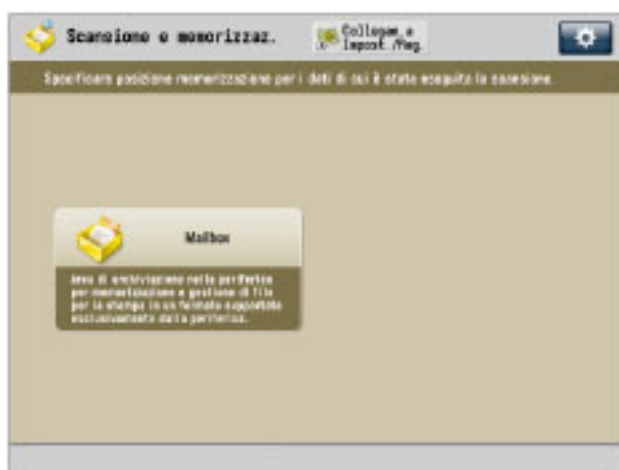 Scansione e memorizzaz.
Collegam. e
Impost./Reg.
Specificare posizione memorizzazione per i dati di cui è stata eseguita la scansione.
Mailbox
Area di archiviazione nella periferica
per memorizzazione e gestione di file
per la stampa in un formato supportato
esclusivamente dalla periferica.